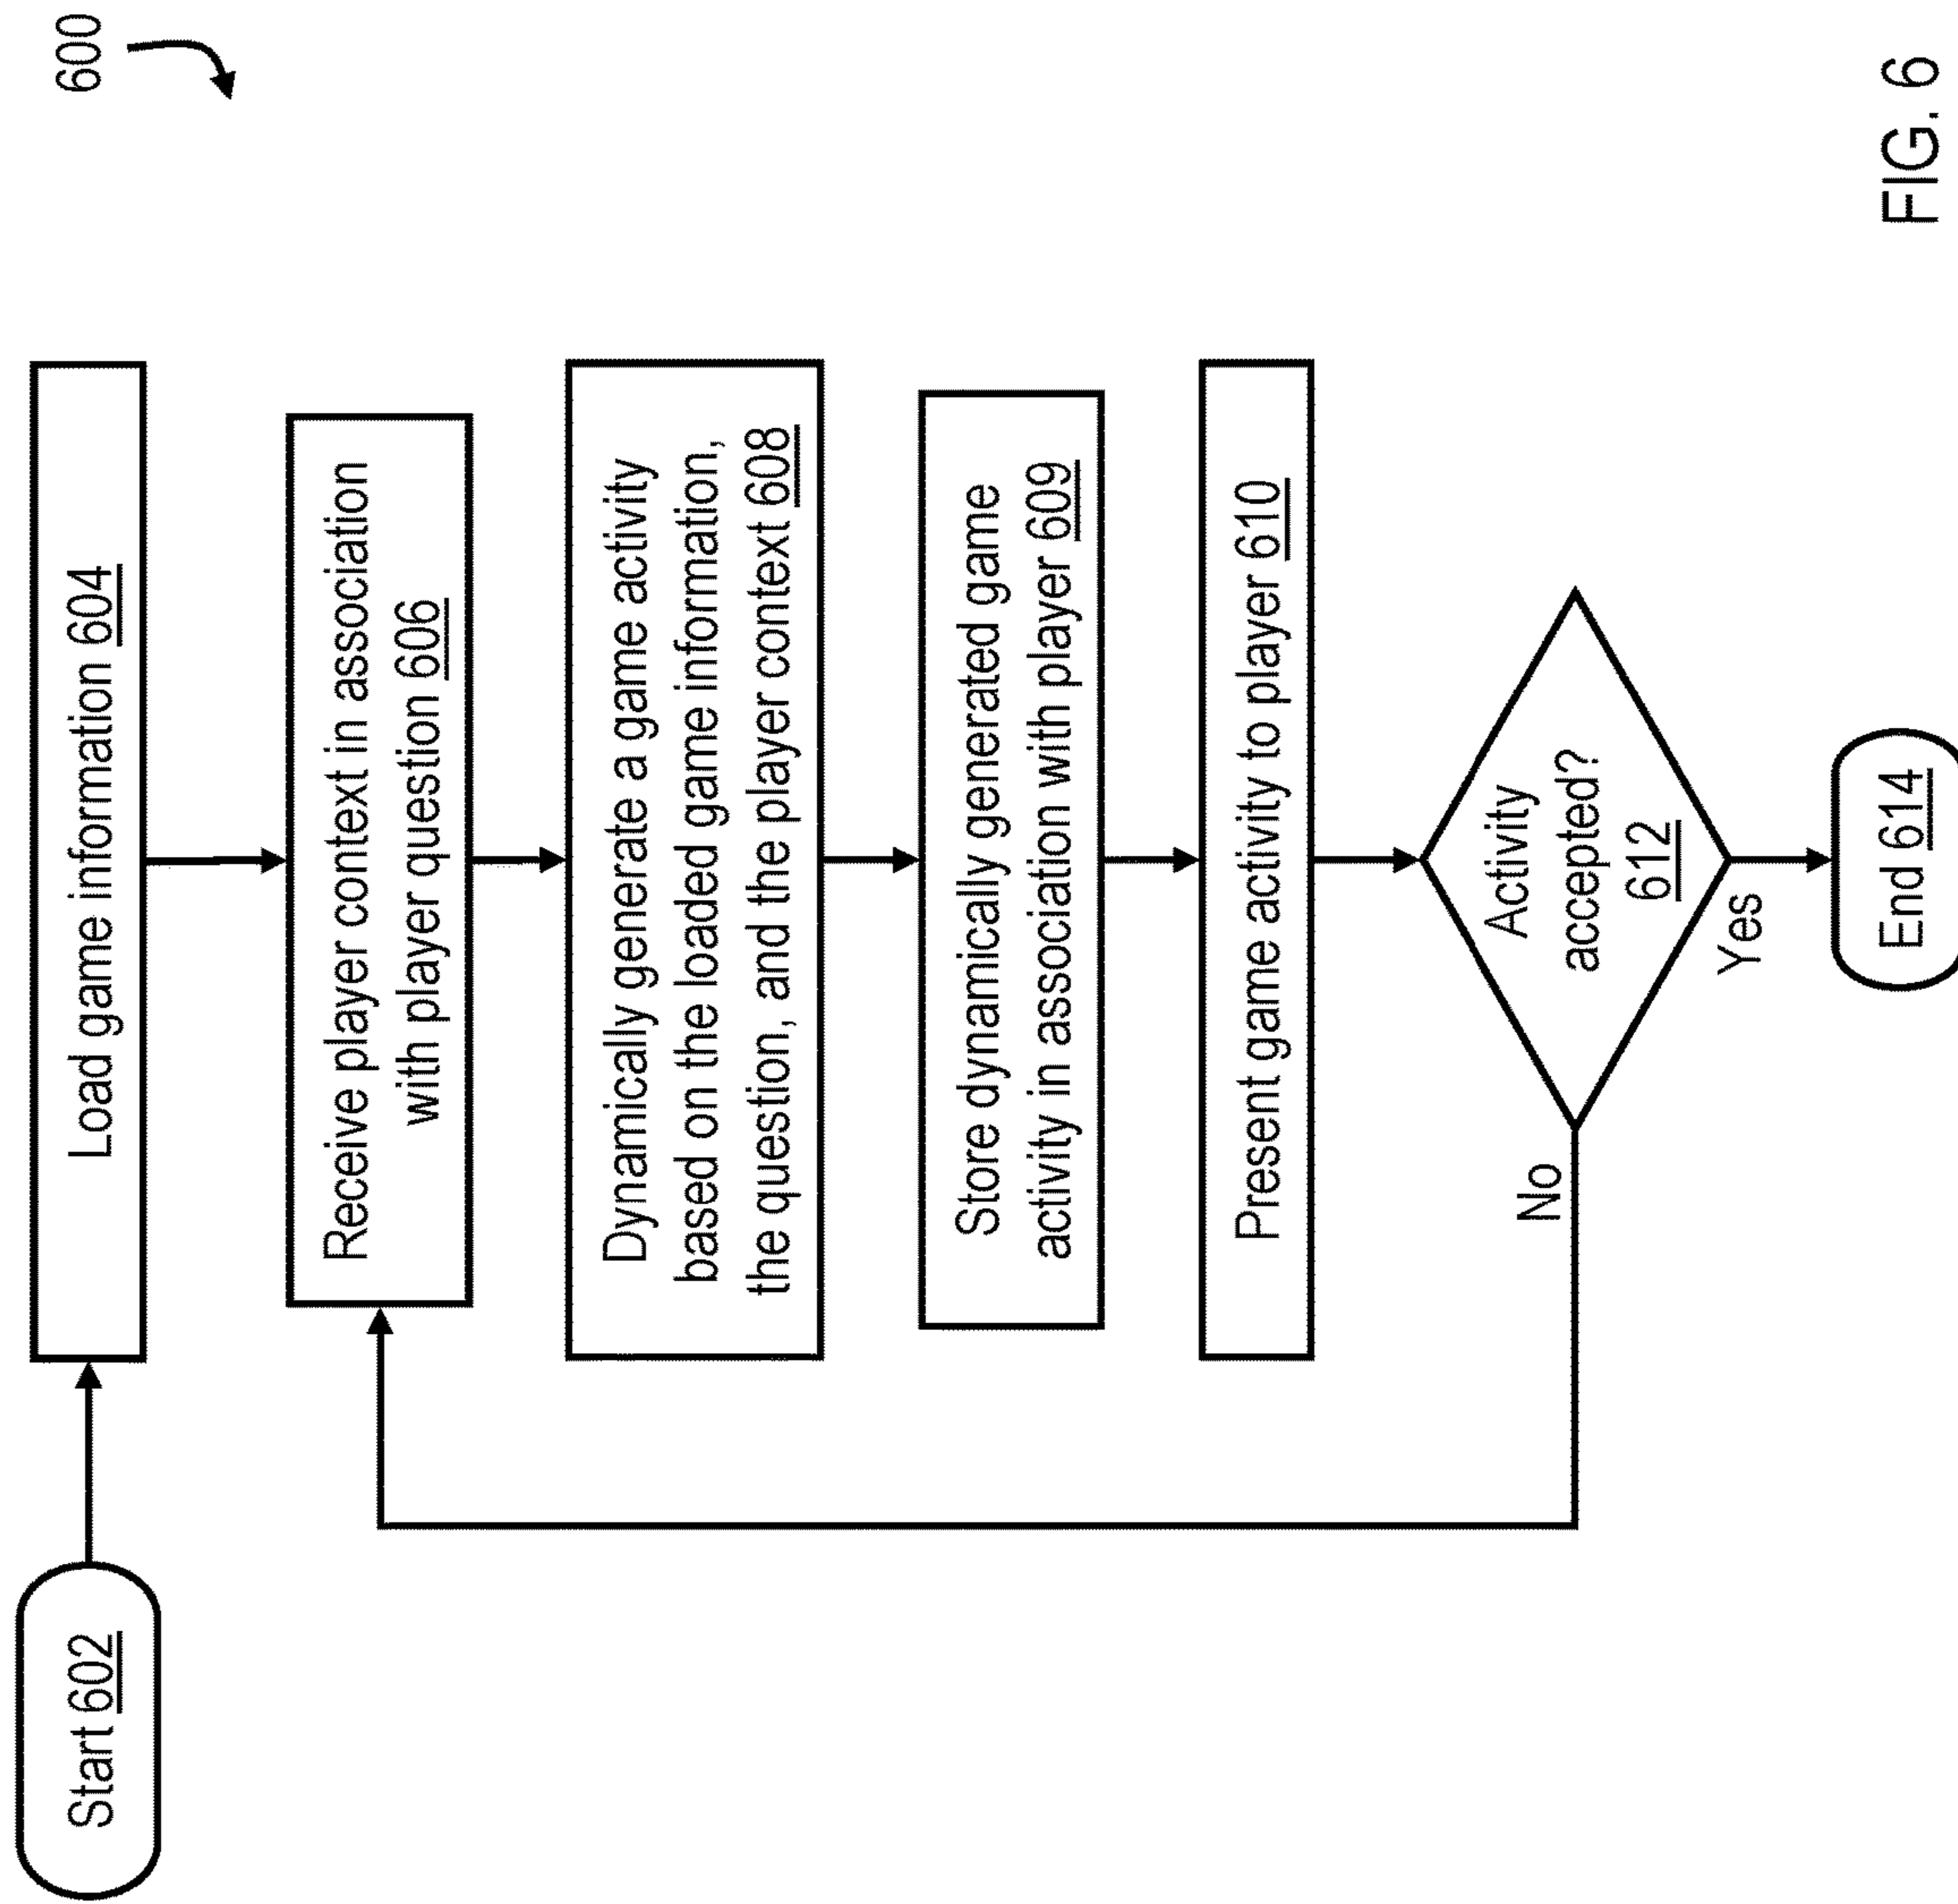 600
Start 602
Load game information 604
Receive player context in association
with player question 606
Dynamically generate a game activity
based on the loaded game information,
the question, and the player context 608
Store dynamically generated game
activity in association with player 609
Present game activity to player 610
Activity
accepted?
612
No
Yes
End 614
FIG. 6